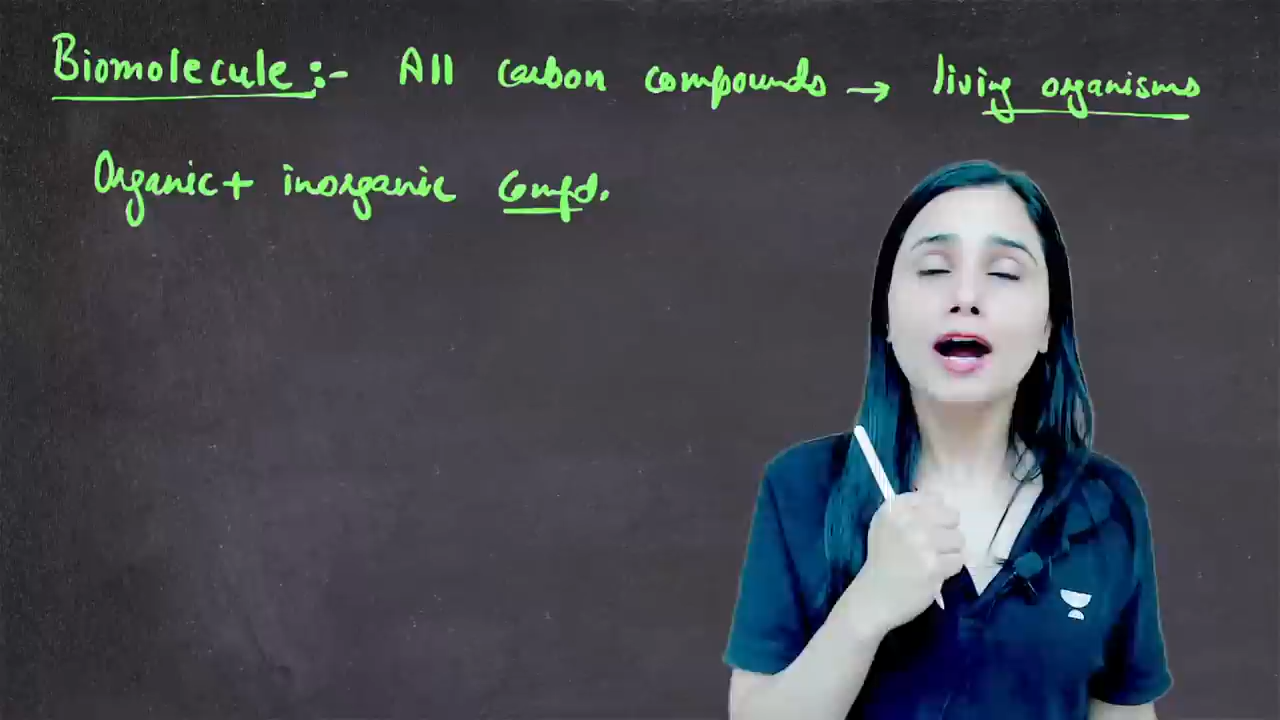 Biomolecule :- All carbon compounds → living organisms
Organic + inorganic Compd.